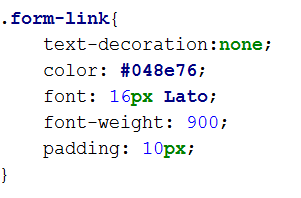 .form-link{
    text-decoration:none;
    color: #048e76;
    font: 16px Lato;
    font-weight: 900;
    padding: 10px;
}